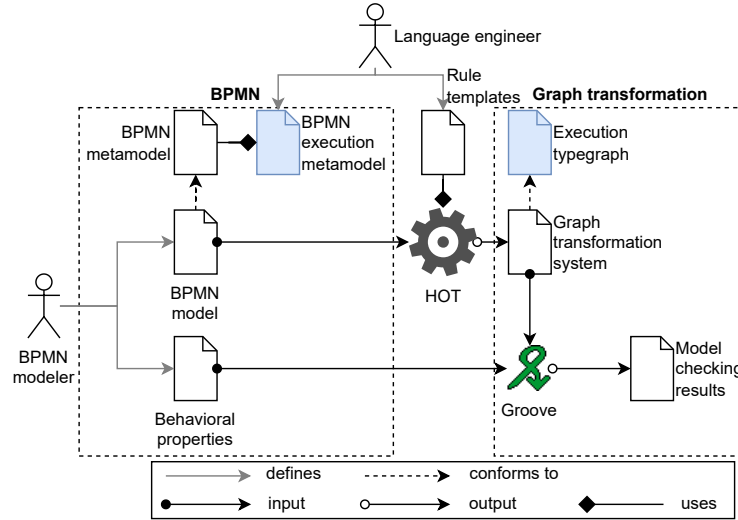 Language engineer
BPMN
Rule
templates
Graph transformation
BPMN
metamodel
BPMN
execution
metamodel
Execution
typegraph
Graph
transformation
system
BPMN
model
HOT
BPMN
modeler
Behavioral
properties
Groove
Model
checking
results
defines
conforms to
input
output
uses